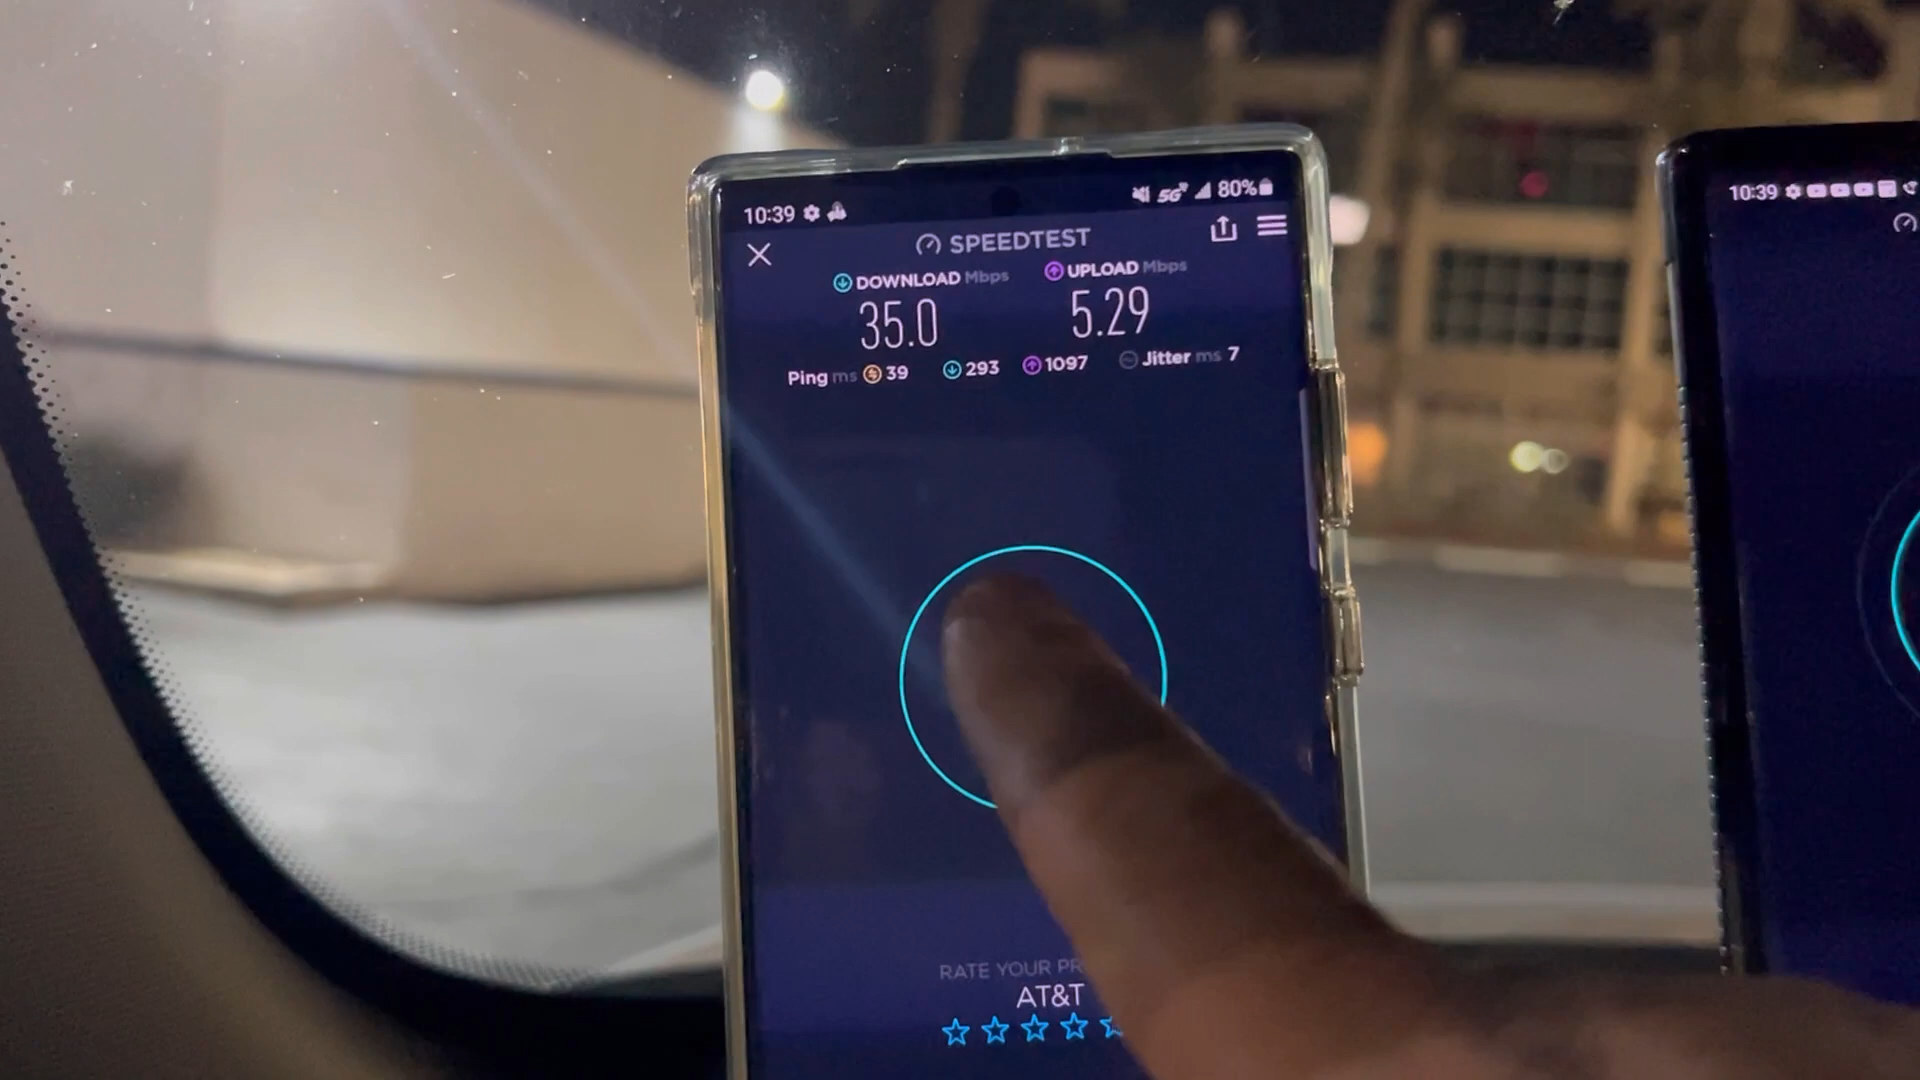 10:39
5G 80%
SPEEDTEST
DOWNLOAD Mbps
35.0
UPLOAD Mbps
5.29
Ping ms 39 293 1097 Jitter ms 7
RATE YOUR PR
AT&T
10:39